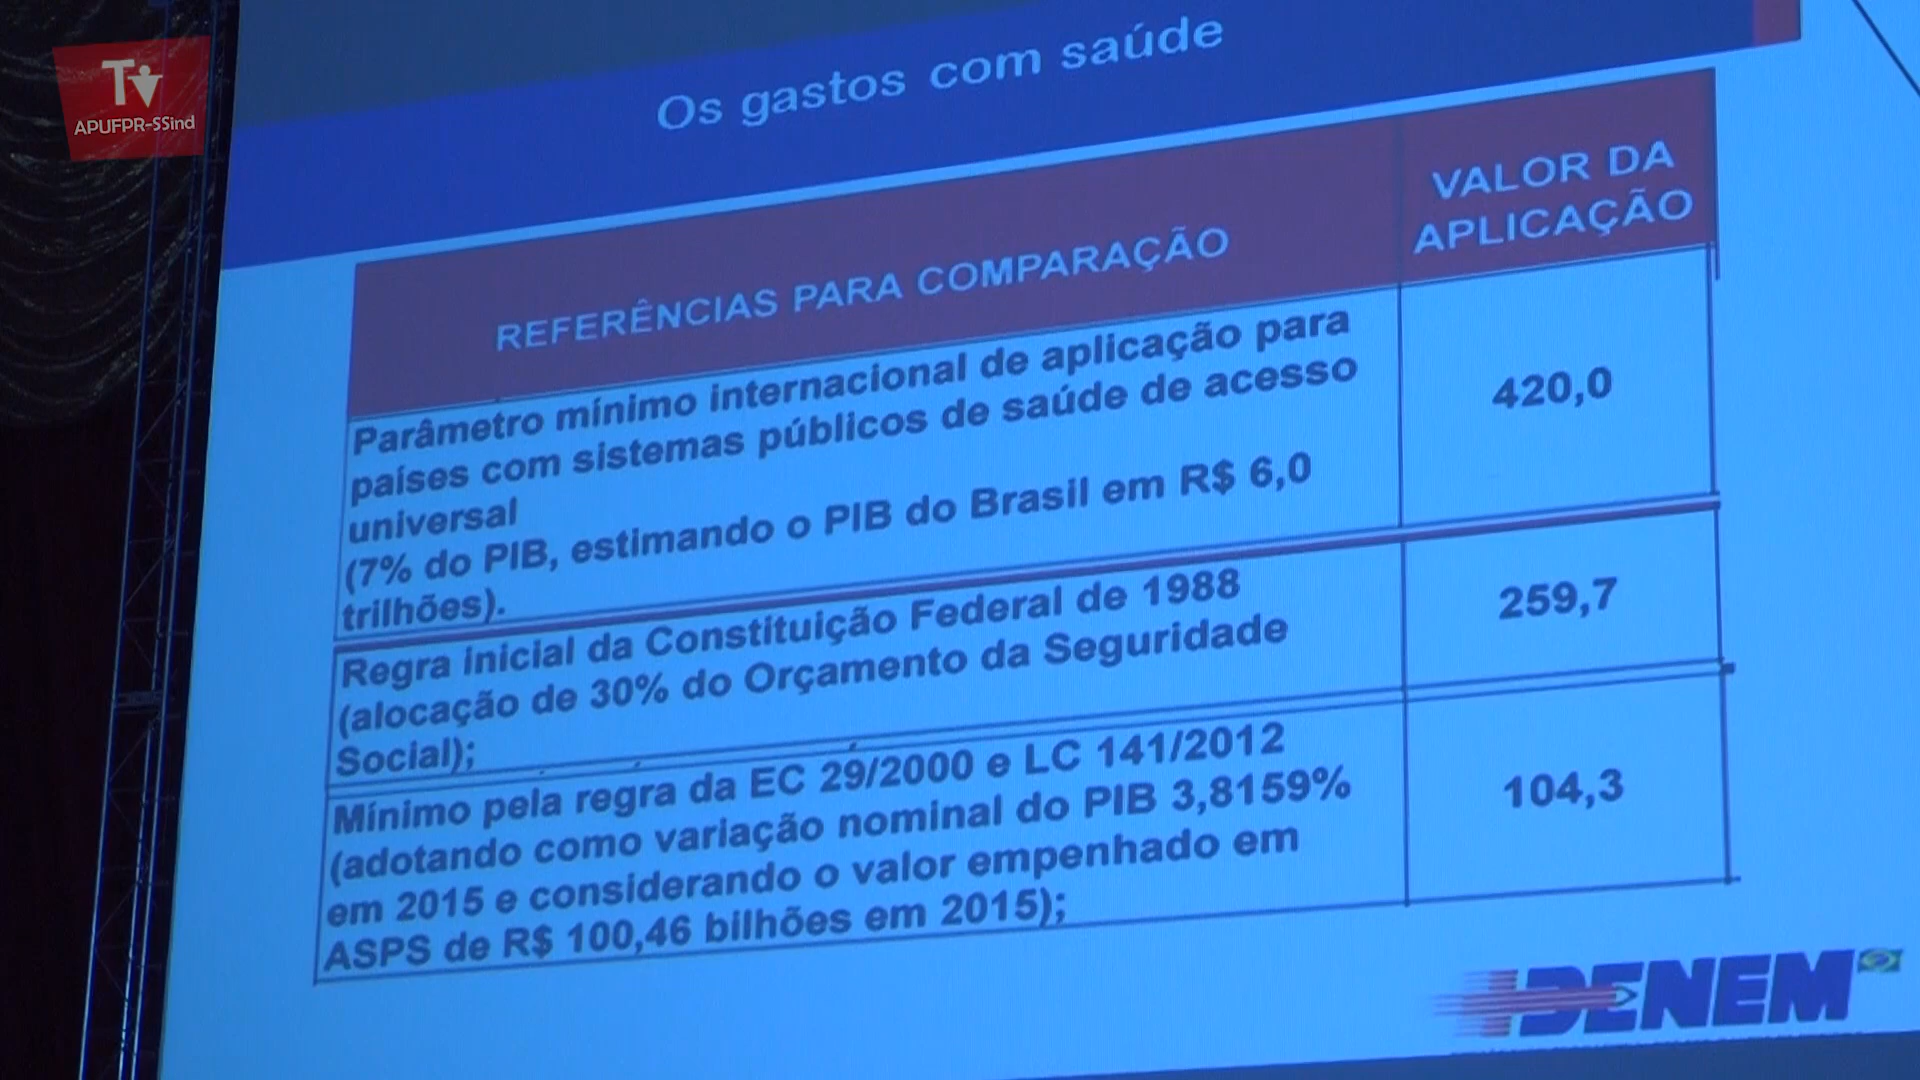 TV
APUFPR-SSind
Os gastos com saúde
REFERÊNCIAS PARA COMPARAÇÃO
VALOR DA
APLICAÇÃO
Parâmetro mínimo internacional de aplicação para
países com sistemas públicos de saúde de acesso
universal
(7% do PIB, estimando o PIB do Brasil em R$ 6,0
trilhões).
420,0
Regra inicial da Constituição Federal de 1988
(alocação de 30% do Orçamento da Seguridade
Social);
259,7
Mínimo pela regra da EC 29/2000 e LC 141/2012
(adotando como variação nominal do PIB 3,8159%
em 2015 e considerando o valor empenhado em
ASPS de R$ 100,46 bilhões em 2015);
104,3
DENEM